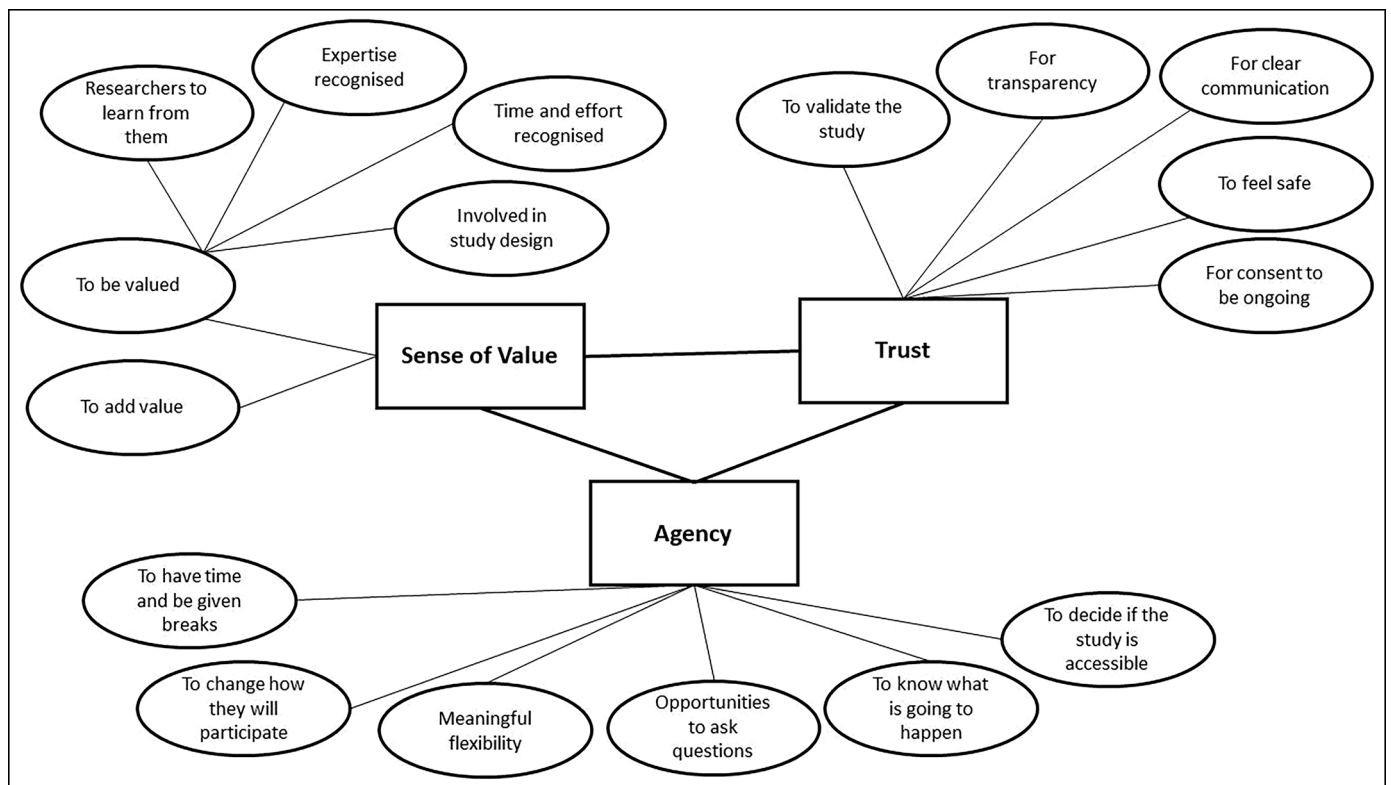 Expertise
recognised
Researchers to
learn from
them
Time and effort
recognised
Involved in
study design
To be valued
To add value
Sense of Value
To validate the
study
For
transparency
For clear
communication
To feel safe
For consent to
be ongoing
Trust
Agency
To have time
and be given
breaks
To change how
they will
participate
Meaningful
flexibility
Opportunities
to ask
questions
To know what
is going to
happen
To decide if the
study is
accessible